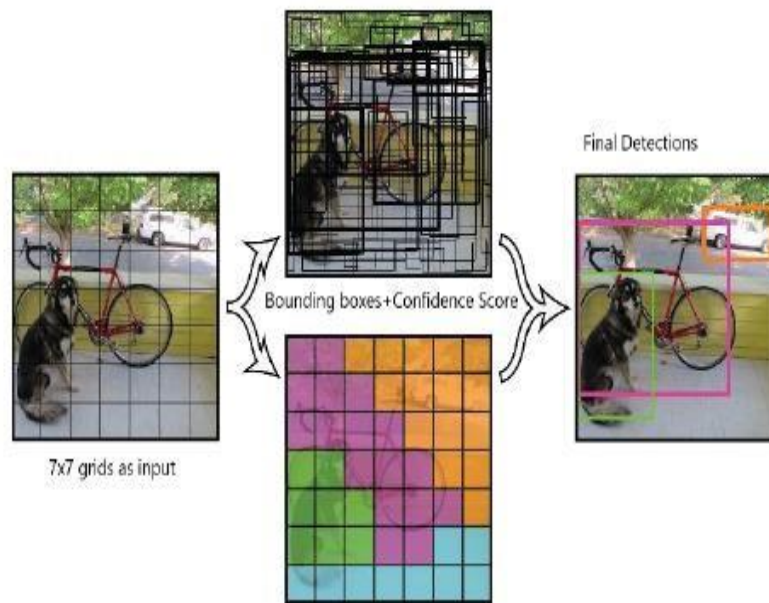 Final Detections
Bounding boxes+Confidence Score
7x7 grids as input